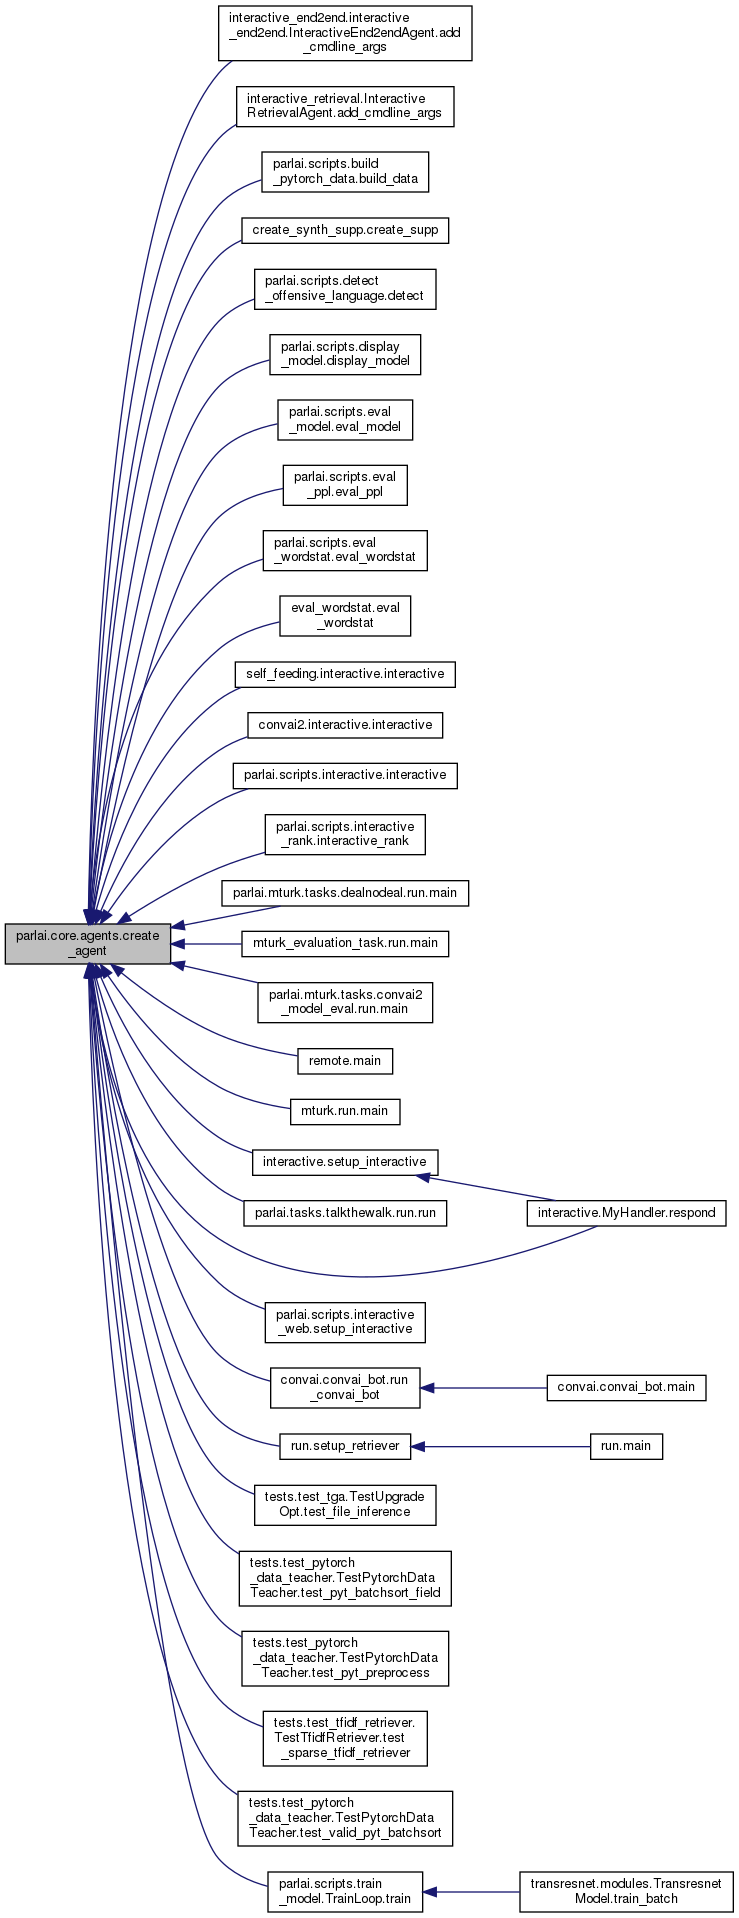 interactive_end2end.interactive
_end2end.InteractiveEnd2endAgent.add
_cmdline_args
interactive_retrieval.Interactive
RetrievalAgent.add_cmdline_args
parlai.scripts.build
_pytorch_data.build_data
create_synth_supp.create_supp
parlai.scripts.detect
_offensive_language.detect
parlai.scripts.display
_model.display_model
parlai.scripts.eval
_model.eval_model
parlai.scripts.eval
_ppl.eval_ppl
parlai.scripts.eval
_wordstat.eval_wordstat
eval_wordstat.eval
_wordstat
self_feeding.interactive.interactive
convai2.interactive.interactive
parlai.scripts.interactive.interactive
parlai.scripts.interactive
_rank.interactive_rank
parlai.mturk.tasks.dealnodeal.run.main
parlai.core.agents.create
_agent
mturk_evaluation_task.run.main
parlai.mturk.tasks.convai2
_model_eval.run.main
remote.main
mturk.run.main
interactive.setup_interactive
parlai.tasks.talkthewalk.run.run
interactive.MyHandler.respond
parlai.scripts.interactive
_web.setup_interactive
convai.convai_bot.run
_convai_bot
convai.convai_bot.main
run.setup_retriever
run.main
tests.test_tga.TestUpgrade
Opt.test_file_inference
tests.test_pytorch
_data_teacher.TestPytorchData
Teacher.test_pyt_batchsort_field
tests.test_pytorch
_data_teacher.TestPytorchData
Teacher.test_pyt_preprocess
tests.test_tfidf_retriever.
TestTfidfRetriever.test
_sparse_tfidf_retriever
tests.test_pytorch
_data_teacher.TestPytorchData
Teacher.test_valid_pyt_batchsort
parlai.scripts.train
_model.TrainLoop.train
transresnet.modules.Transresnet
Model.train_batch